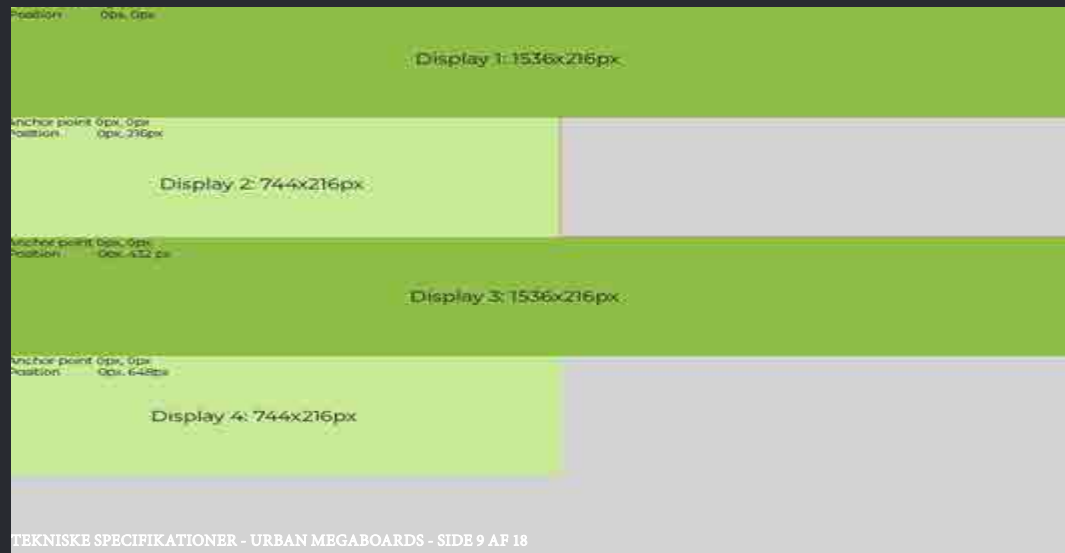 Position 0px, 0px
Display 1: 1536x216px
Anchor point 0px, 0px
Position 0px, 216px
Display 2: 744x216px
Anchor point 0px, 0px
Position 0px, 432 px
Display 3: 1536x216px
Anchor point 0px, 0px
Position 0px, 648px
Display 4: 744x216px
TEKNISKE SPECIFIKATIONER - URBAN MEGABOARDS - SIDE 9 AF 18